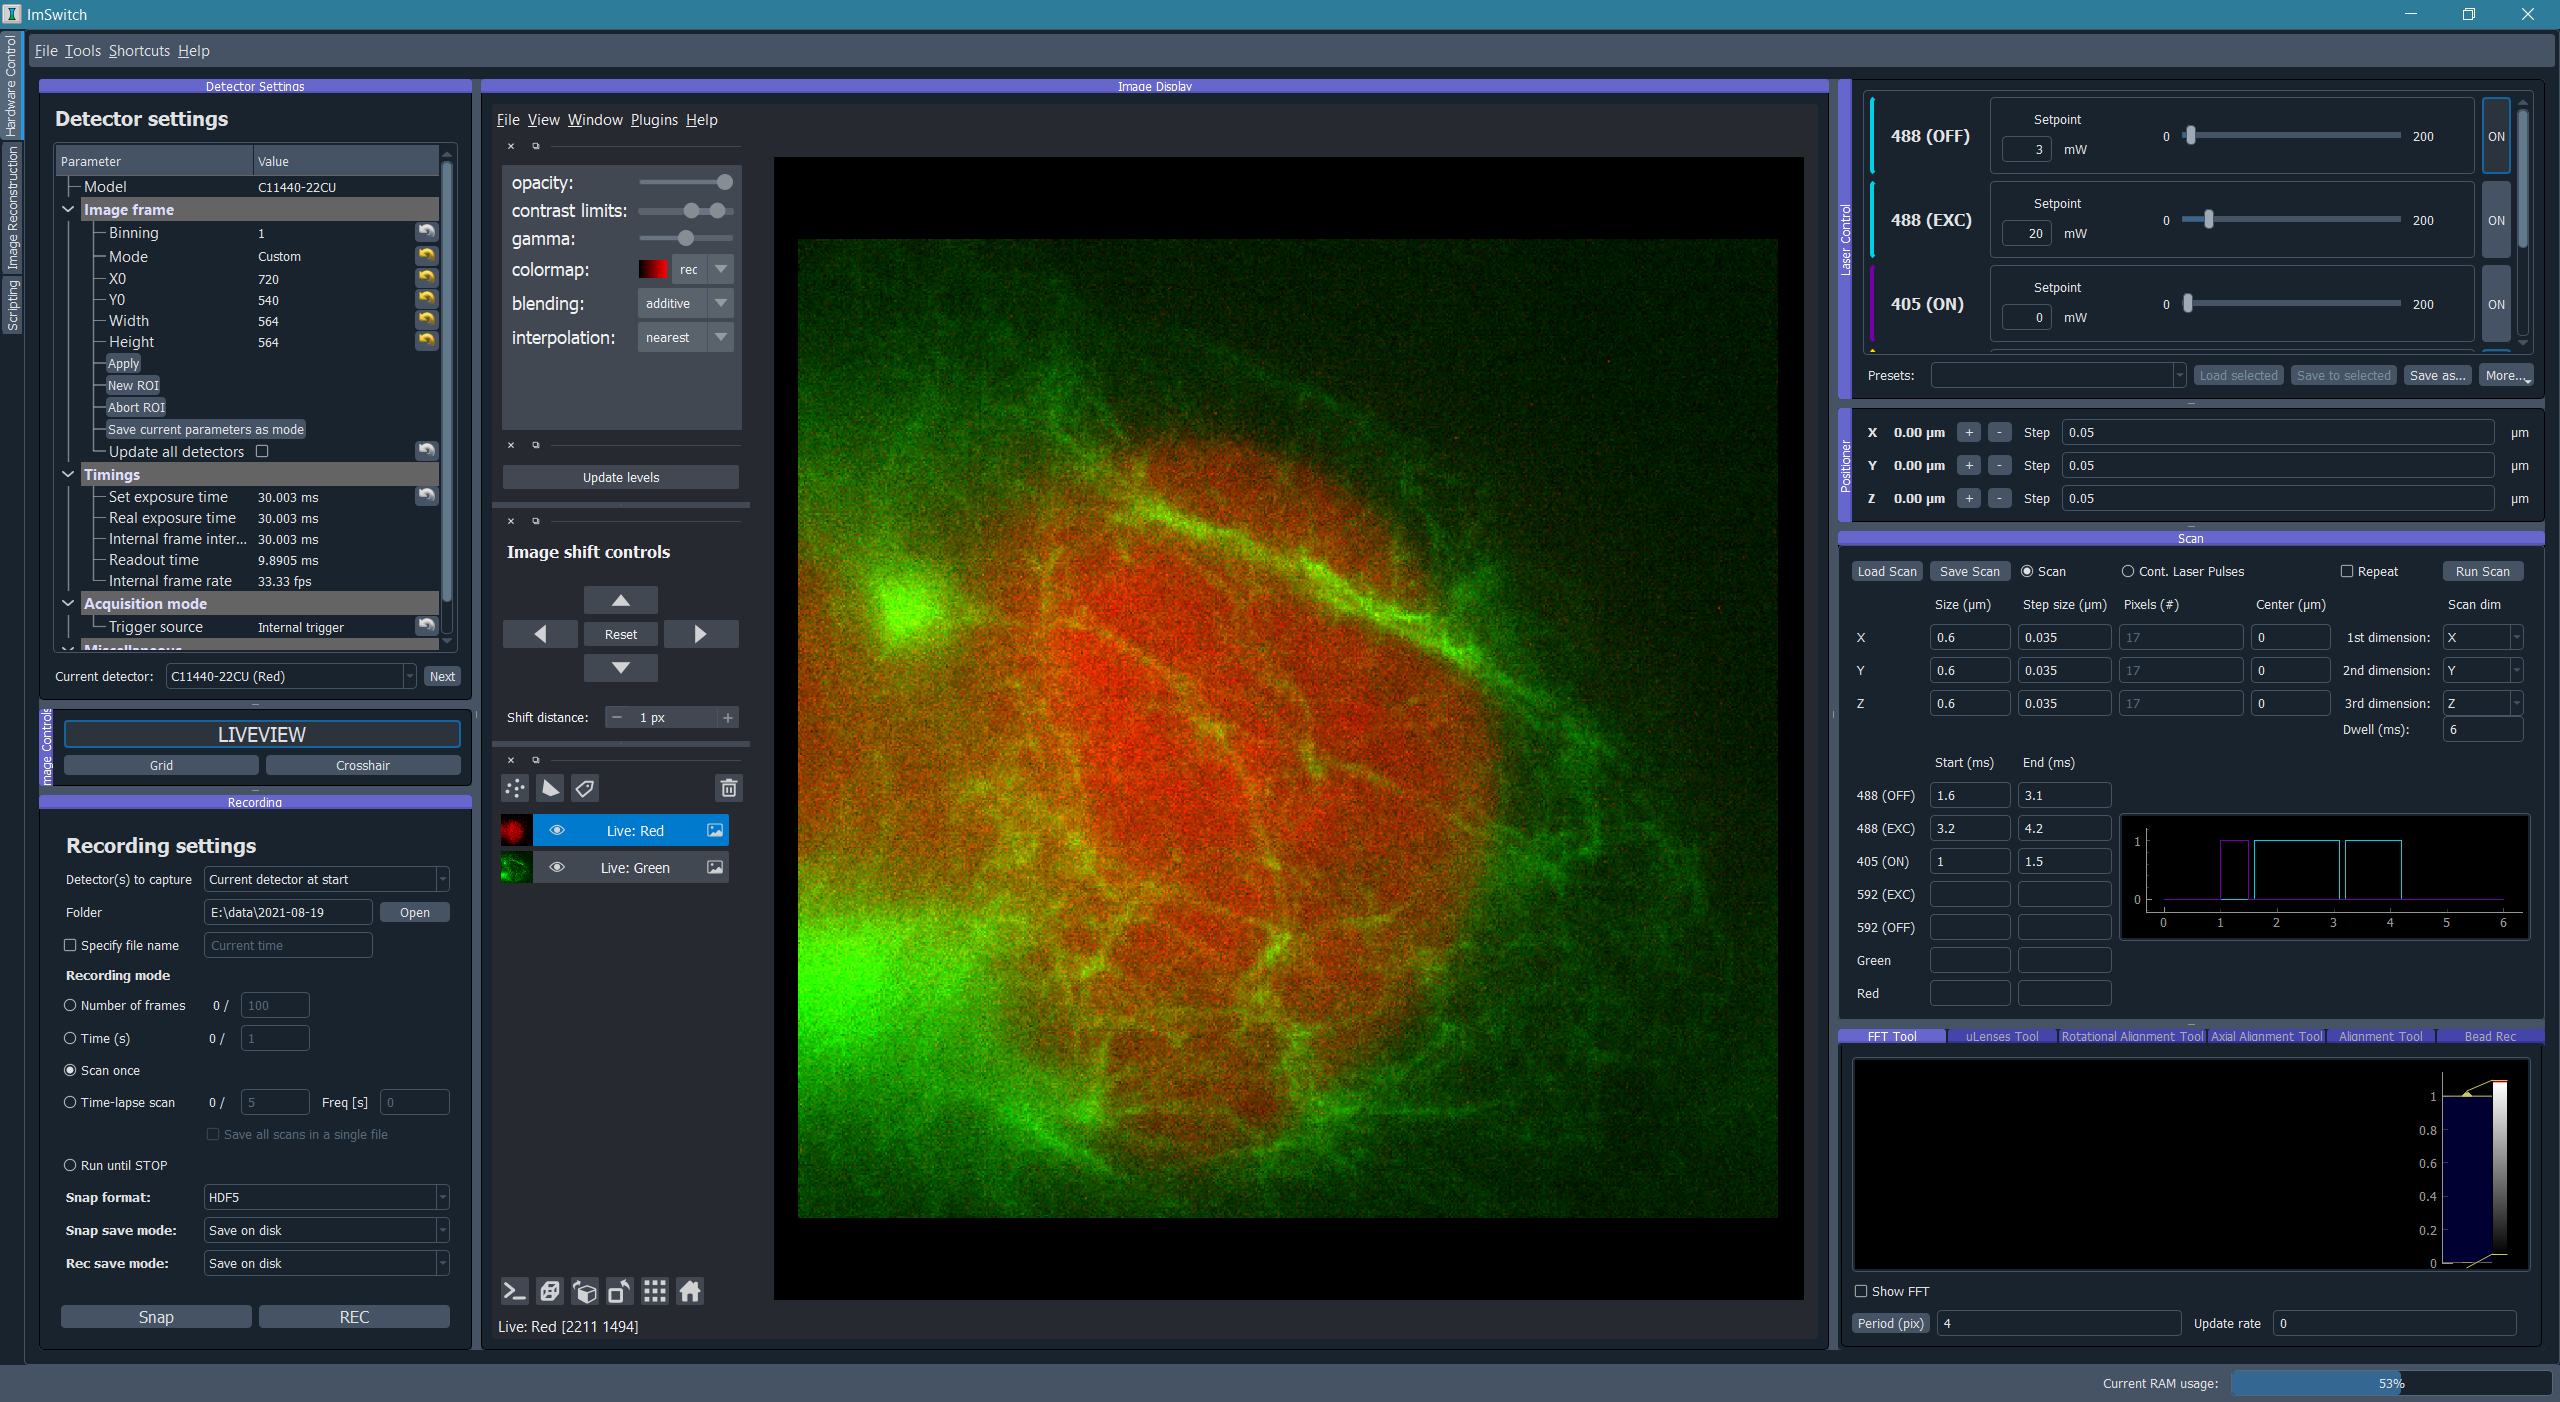 ImSwitch
Hardware Control
Image Reconstruction
Scripting
File Tools Shortcuts Help
Detector Settings
Detector settings
Parameter Value
Model C11440-22CU
Image frame
Binning 1
Mode Custom
X0 720
Y0 540
Width 564
Height 564
Apply
New ROI
Abort ROI
Save current parameters as mode
Update all detectors
Timings
Set exposure time 30.003 ms
Real exposure time 30.003 ms
Internal frame inter... 30.003 ms
Readout time 9.8905 ms
Internal frame rate 33.33 fps
Acquisition mode
Trigger source Internal trigger
Miscellaneous
Current detector: C11440-22CU (Red) Next
mage Controls
LIVEVIEW
Grid Crosshair
Recording
Recording settings
Detector(s) to capture Current detector at start
Folder E:\data\2021-08-19 Open
Specify file name Current time
Recording mode
Number of frames 0 / 100
Time (s) 0 / 1
Scan once
Time-lapse scan 0 / 5 Freq [s] 0
Save all scans in a single file
Run until STOP
Snap format: HDF5
Snap save mode: Save on disk
Rec save mode: Save on disk
Snap REC
Image Display
File View Window Plugins Help
opacity:
contrast limits:
gamma:
colormap: rec
blending: additive
interpolation: nearest
Update levels
Image shift controls
Reset
Shift distance: − 1 px +
Live: Red
Live: Green
Live: Red [2211 1494]
Laser Control
488 (OFF) Setpoint 3 mW 0 200 ON
488 (EXC) Setpoint 20 mW 0 200 ON
405 (ON) Setpoint 0 mW 0 200 ON
Presets: Load selected Save to selected Save as... More...
Positioner
X 0.00 µm + - Step 0.05 µm
Y 0.00 µm + - Step 0.05 µm
Z 0.00 µm + - Step 0.05 µm
Scan
Load Scan Save Scan Scan Cont. Laser Pulses Repeat Run Scan
Size (µm) Step size (µm) Pixels (#) Center (µm) Scan dim
X 0.6 0.035 17 0 1st dimension: X
Y 0.6 0.035 17 0 2nd dimension: Y
Z 0.6 0.035 17 0 3rd dimension: Z
Dwell (ms): 6
Start (ms) End (ms)
488 (OFF) 1.6 3.1
488 (EXC) 3.2 4.2
405 (ON) 1 1.5
592 (EXC)
592 (OFF)
Green
Red
1
0
0 1 2 3 4 5 6
FFT Tool uLenses Tool Rotational Alignment Tool Axial Alignment Tool Alignment Tool Bead Rec
1
0.8
0.6
0.4
0.2
0
Show FFT
Period (pix) 4 Update rate 0
Current RAM usage: 53%